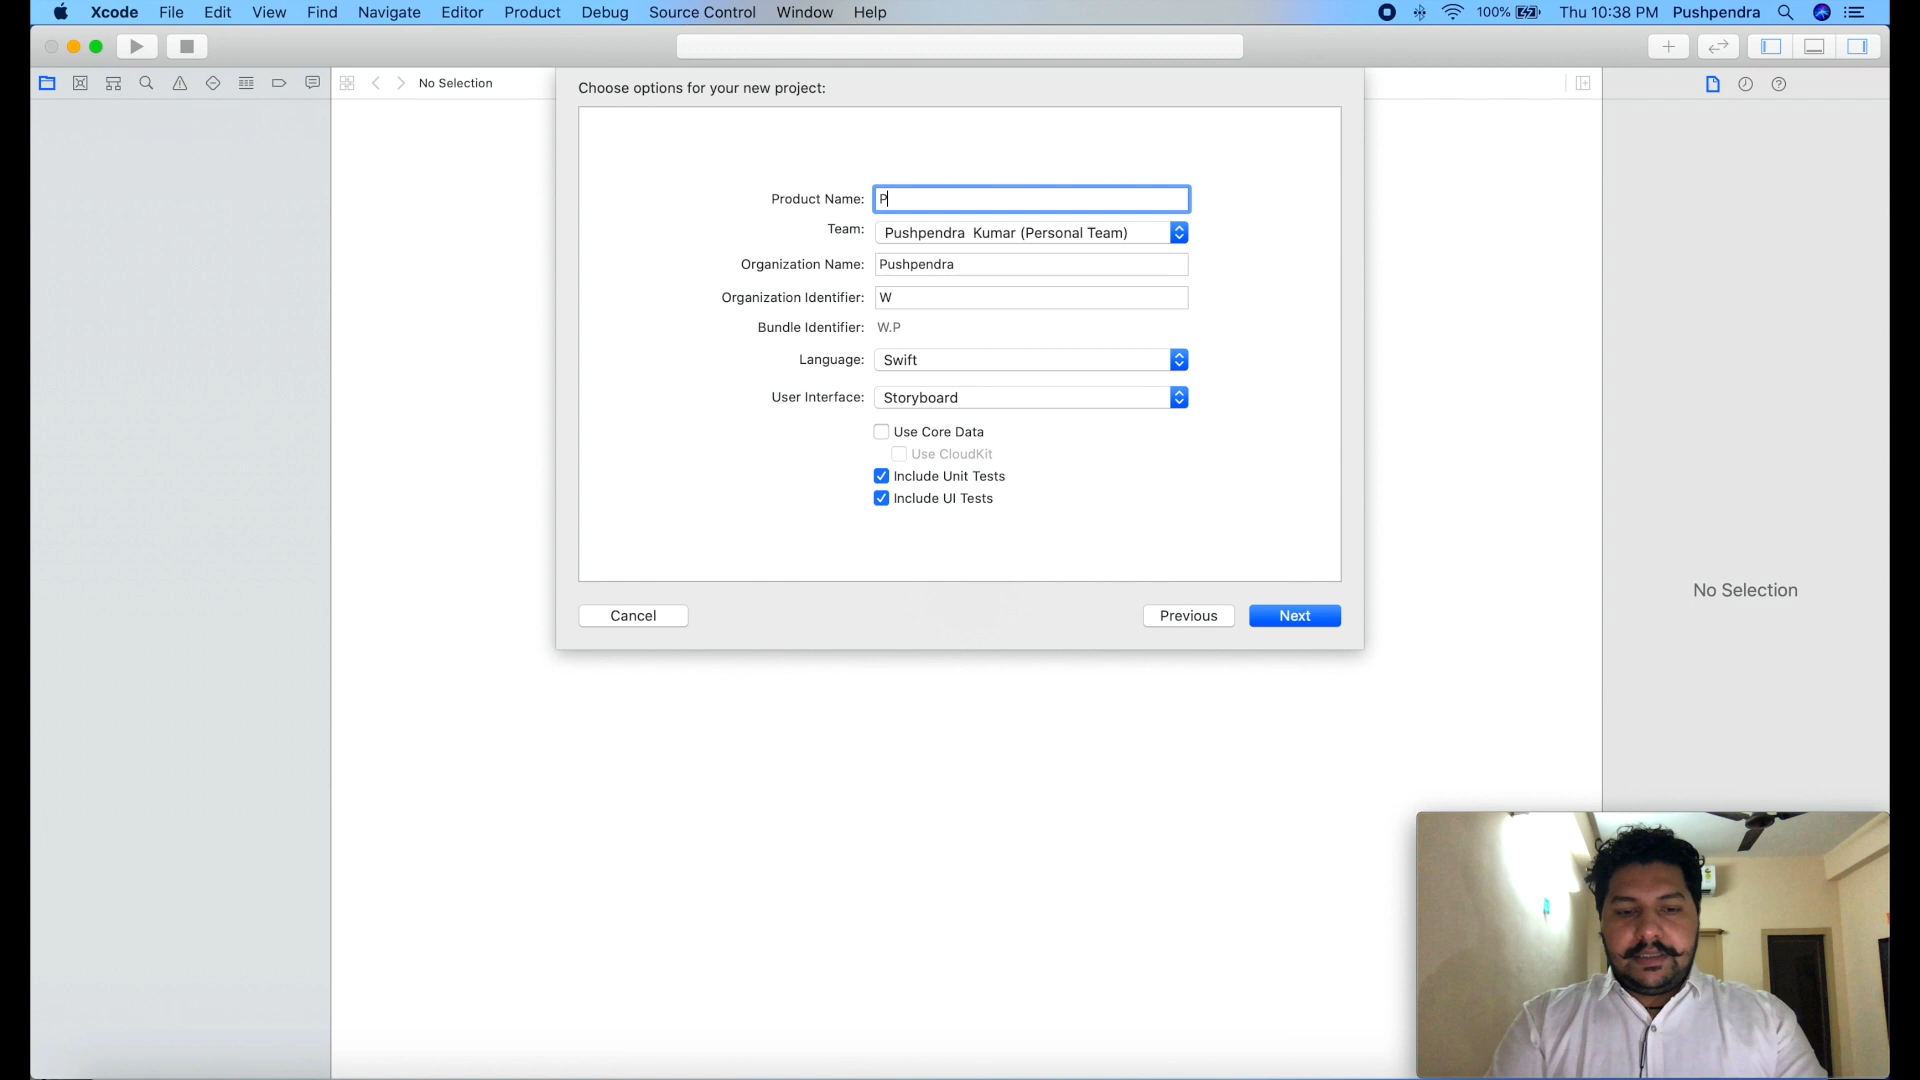 Xcode File Edit View Find Navigate Editor Product Debug Source Control Window Help 100% Thu 10:38 PM Pushpendra
No Selection
Choose options for your new project:
Product Name: P
Team: Pushpendra Kumar (Personal Team)
Organization Name: Pushpendra
Organization Identifier: W
Bundle Identifier: W.P
Language: Swift
User Interface: Storyboard
Use Core Data
Use CloudKit
Include Unit Tests
Include UI Tests
Cancel Previous Next
No Selection